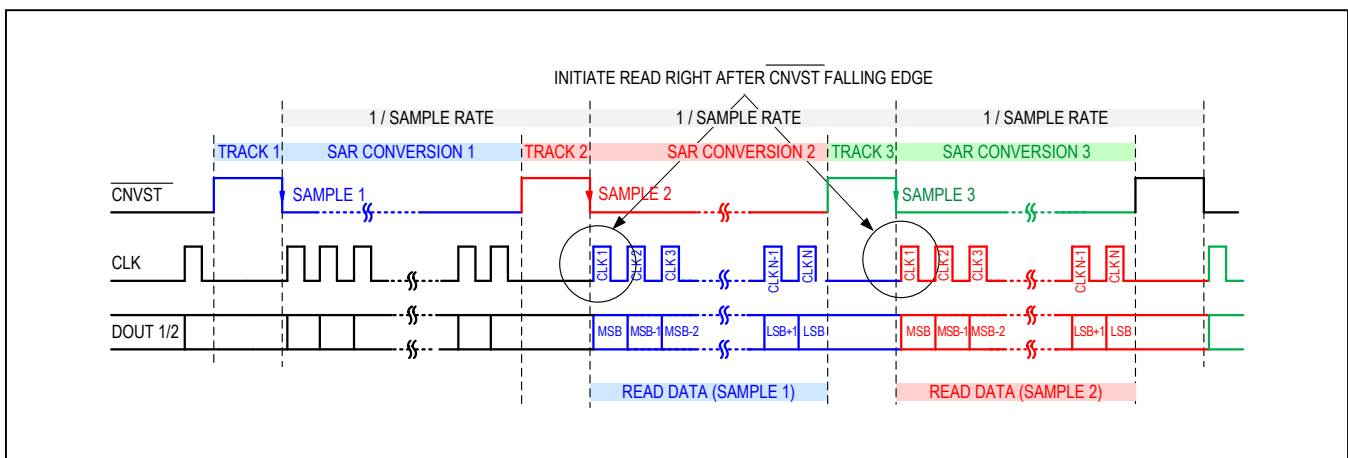 INITIATE READ RIGHT AFTER CNVST FALLING EDGE
1 / SAMPLE RATE 1 / SAMPLE RATE 1 / SAMPLE RATE
TRACK 1 SAR CONVERSION 1 TRACK 2 SAR CONVERSION 2 TRACK 3 SAR CONVERSION 3
CNVST SAMPLE 1 SAMPLE 2 SAMPLE 3
CLK CLK 1 CLK 2 CLK 3 CLK N-1 CLK N CLK 1 CLK 2 CLK 3 CLK N-1 CLK N
DOUT 1/2 MSB MSB-1 MSB-2 LSB+1 LSB MSB MSB-1 MSB-2 LSB+1 LSB
READ DATA (SAMPLE 1) READ DATA (SAMPLE 2)